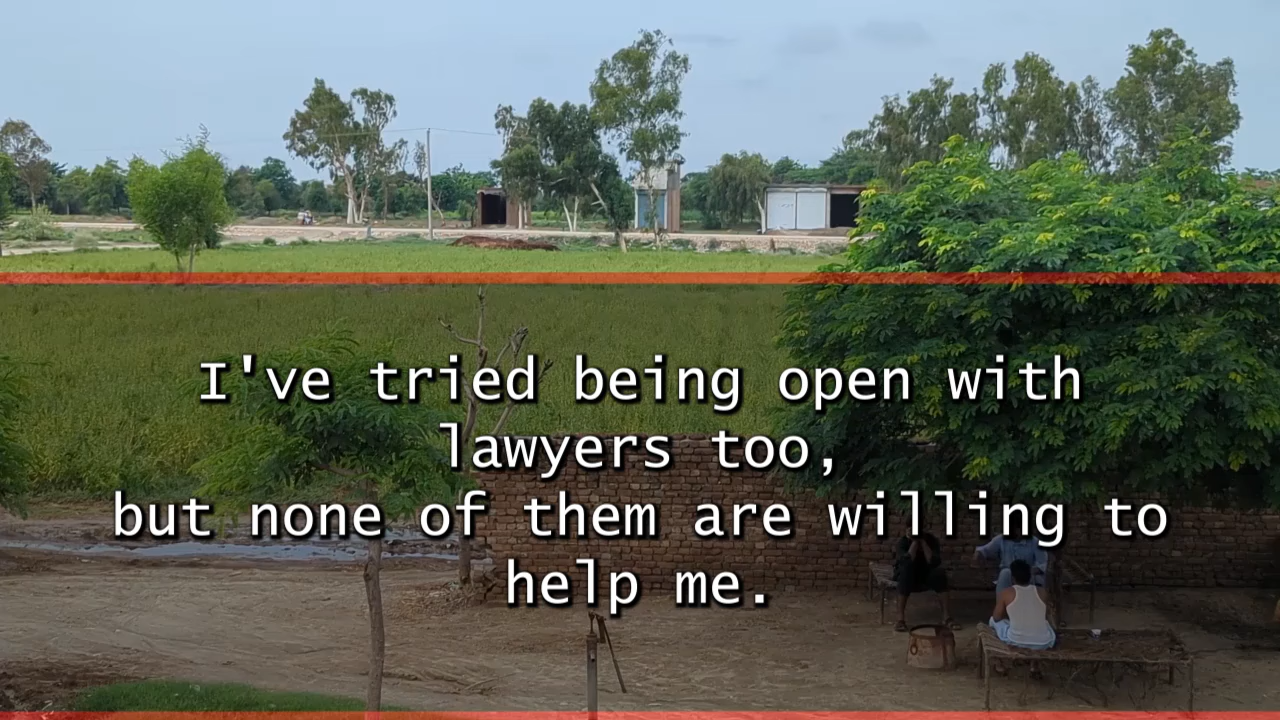 I've tried being open with
lawyers too,
but none of them are willing to
help me.